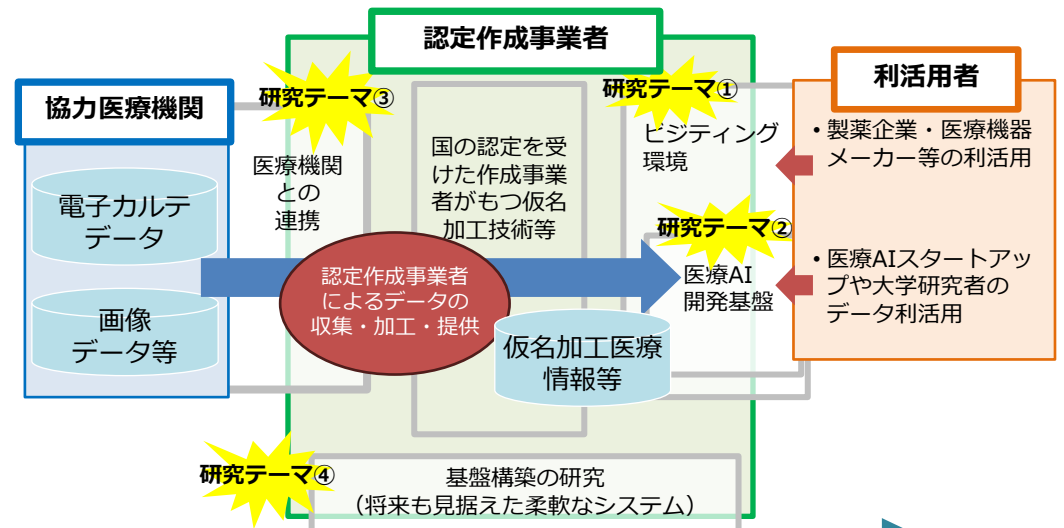 認定作成事業者
協力医療機関
電子カルテ
データ
画像
データ等
研究テーマ③
医療機関
との
連携
国の認定を受
けた作成事業
者がもつ仮名
加工技術等
認定作成事業者
によるデータの
収集・加工・提供
研究テーマ①
ビジティング
環境
研究テーマ②
医療AI
開発基盤
仮名加工医療
情報等
利活用者
・製薬企業・医療機器
メーカー等の利活用
・医療AIスタートアッ
プや大学研究者の
データ利活用
研究テーマ④
基盤構築の研究
（将来も見据えた柔軟なシステム）